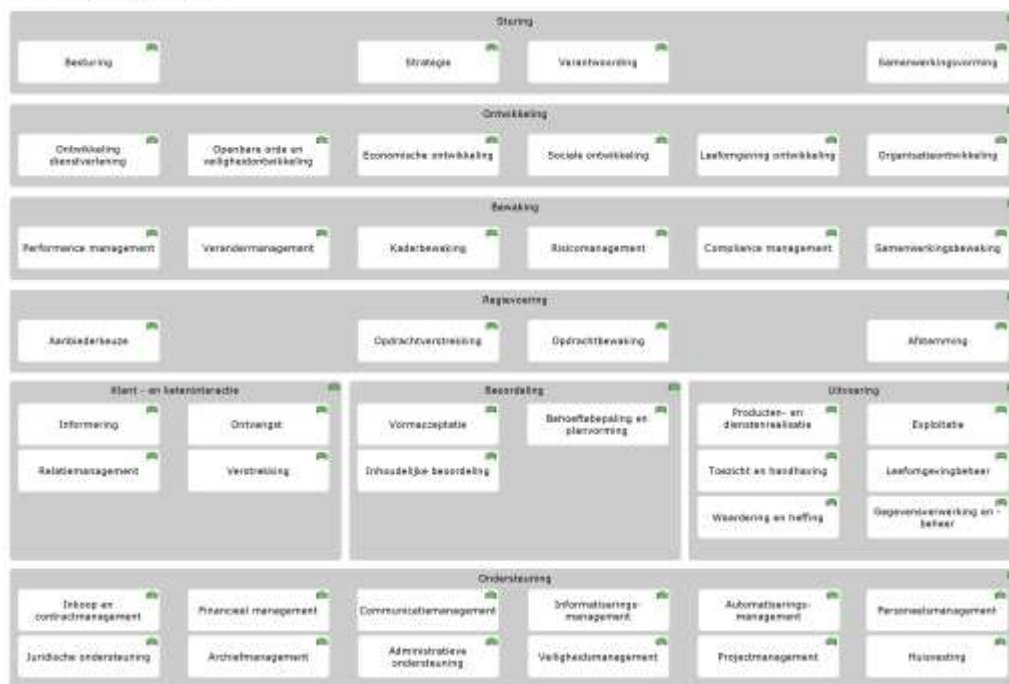 Sturing
Besturing
Strategie
Verantwoording
Samenwerkingsvorming
Ontwikkeling
Ontwikkeling
dienstverlening
Openbare orde en
veiligheidontwikkeling
Economische ontwikkeling
Sociale ontwikkeling
Leefomgeving ontwikkeling
Organisatieontwikkeling
Bewaking
Performance management
Verandermanagement
Kaderbewaking
Risicomanagement
Compliance management
Samenwerkingsbewaking
Regievoering
Aanbiederkeuze
Opdrachtverstrekking
Opdrachtbewaking
Afstemming
Klant - en keteninteractie
Informering
Ontvangst
Relatiemanagement
Verstrekking
Beoordeling
Vormacceptatie
Behoeftebepaling en
planvorming
Inhoudelijke beoordeling
Uitvoering
Producten- en
dienstenrealisatie
Exploitatie
Toezicht en handhaving
Leefomgevingbeheer
Waardering en heffing
Gegevensverwerking en -
beheer
Ondersteuning
Inkoop en
contractmanagement
Financieel management
Communicatiemanagement
Informatiserings-
management
Automatiserings-
management
Personeelsmanagement
Juridische ondersteuning
Archiefmanagement
Administratieve
ondersteuning
Veiligheidsmanagement
Projectmanagement
Huisvesting